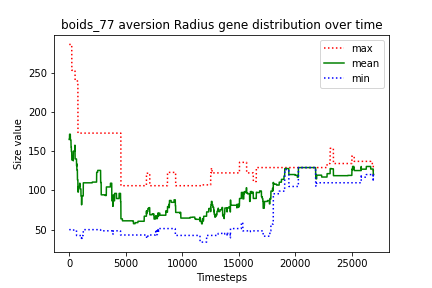 boids_77 aversion Radius gene distribution over time
max
mean
min
Size value
250
200
150
100
50
0
5000
10000
15000
20000
25000
Timesteps